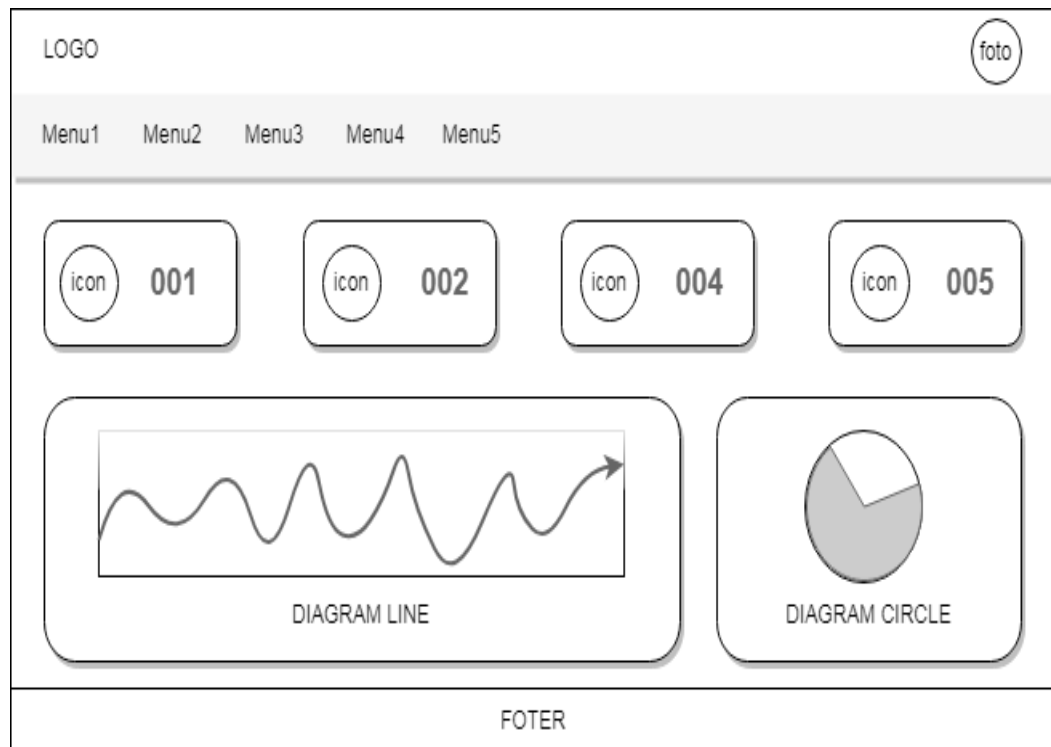 LOGO foto
Menu1 Menu2 Menu3 Menu4 Menu5
icon 001 icon 002 icon 004 icon 005
DIAGRAM LINE DIAGRAM CIRCLE
FOTER